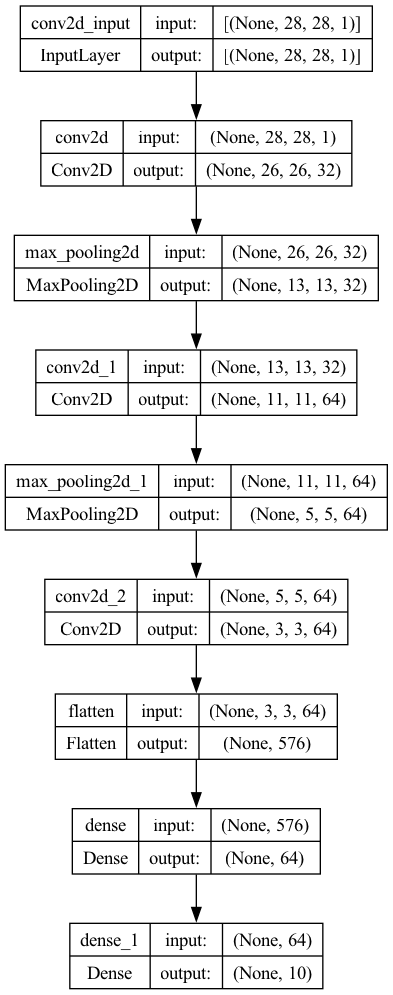 conv2d_input input: [(None, 28, 28, 1)]
InputLayer output: [(None, 28, 28, 1)]
conv2d input: (None, 28, 28, 1)
Conv2D output: (None, 26, 26, 32)
max_pooling2d input: (None, 26, 26, 32)
MaxPooling2D output: (None, 13, 13, 32)
conv2d_1 input: (None, 13, 13, 32)
Conv2D output: (None, 11, 11, 64)
max_pooling2d_1 input: (None, 11, 11, 64)
MaxPooling2D output: (None, 5, 5, 64)
conv2d_2 input: (None, 5, 5, 64)
Conv2D output: (None, 3, 3, 64)
flatten input: (None, 3, 3, 64)
Flatten output: (None, 576)
dense input: (None, 576)
Dense output: (None, 64)
dense_1 input: (None, 64)
Dense output: (None, 10)